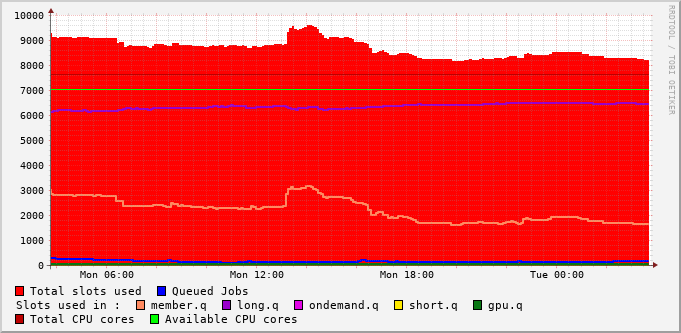 10000
9000
8000
7000
6000
5000
4000
3000
2000
1000
0
Mon 06:00 Mon 12:00 Mon 18:00 Tue 00:00
Total slots used Queued Jobs
Slots used in : member.q long.q ondemand.q short.q gpu.q
Total CPU cores Available CPU cores
RRDTOOL / TOBI OETIKER